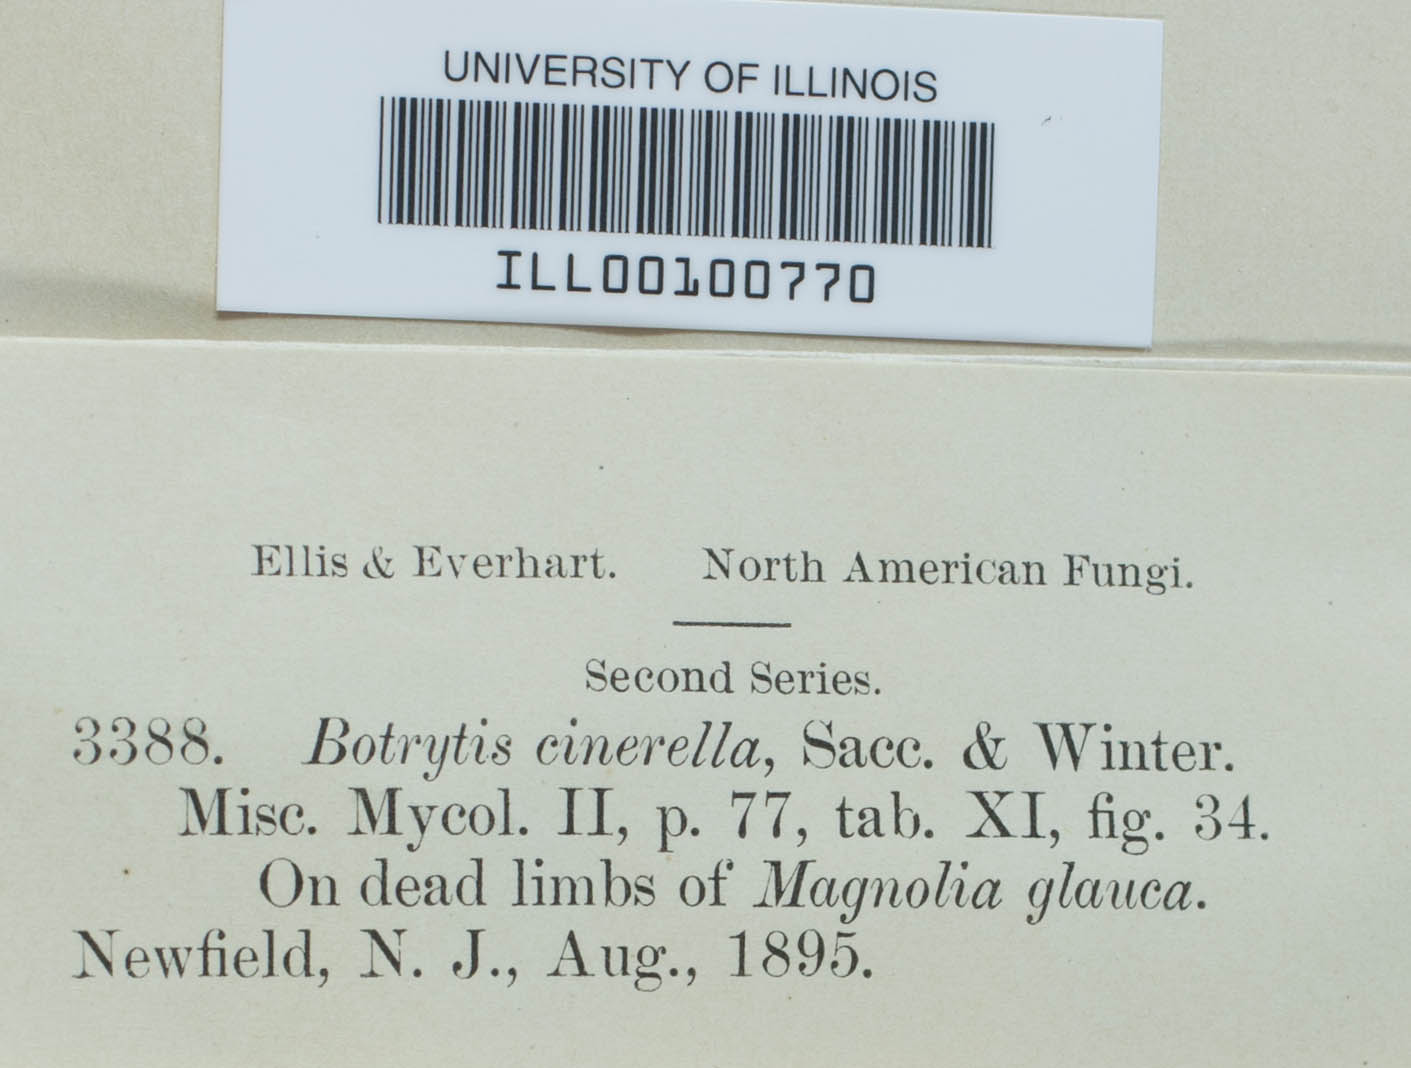 UNIVERSITY OF ILLINOIS
ILL00100770
Ellis & Everhart. North American Fungi.
Second Series.
3388. Botrytis cinerella, Sacc. & Winter.
Misc. Mycol. II, p. 77, tab. XI, fig. 34.
On dead limbs of Magnolia glauca.
Newfield, N. J., Aug., 1895.